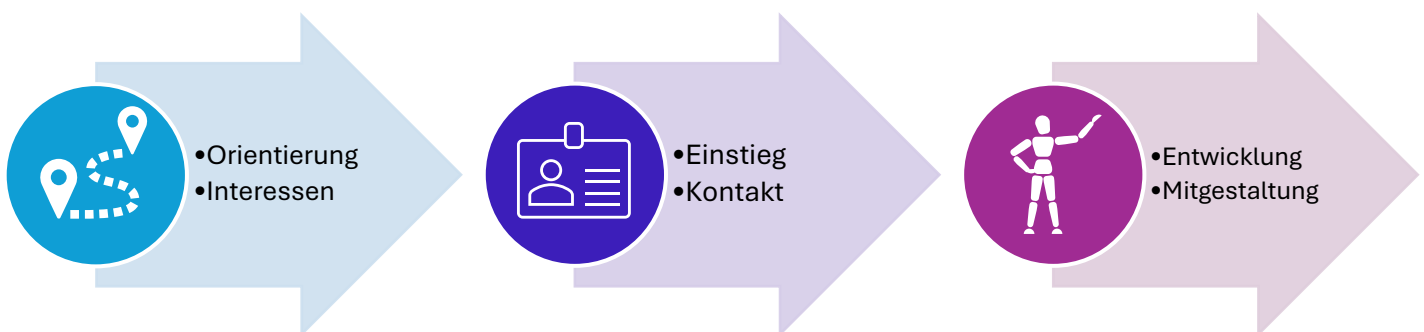 •Orientierung
•Interessen
•Einstieg
•Kontakt
•Entwicklung
•Mitgestaltung